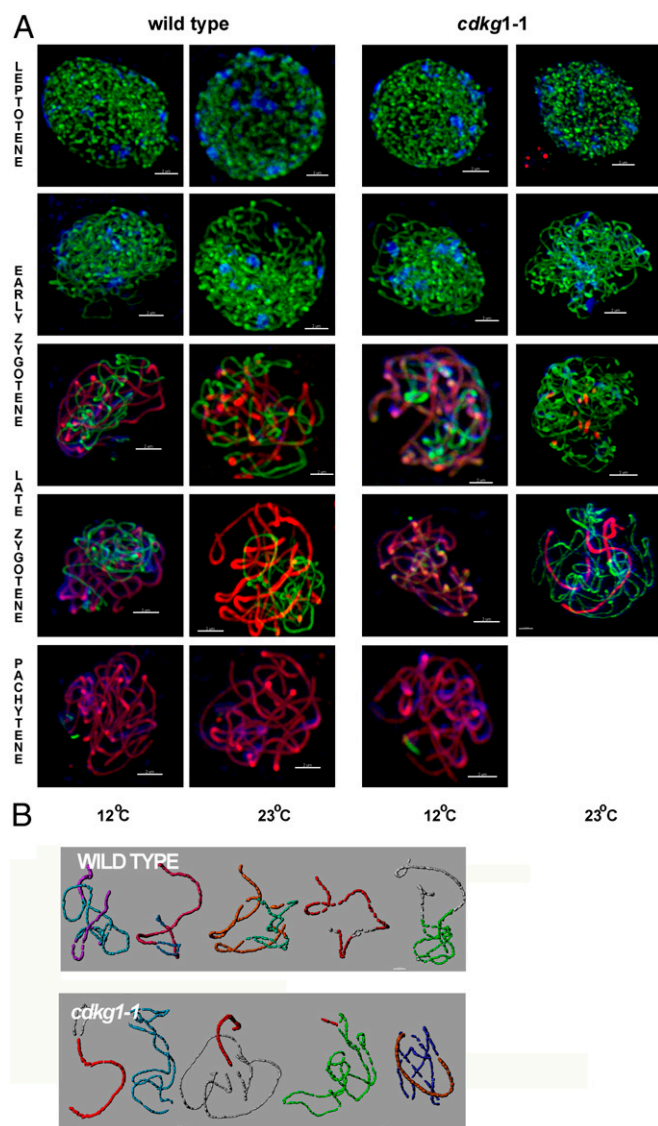 A
wild type
cdkg1-1
LEPTOTENE
EARLY ZYGOTENE
LATE ZYGOTENE
PACHYTENE
12°C
23°C
12°C
23°C
B
WILD TYPE
cdkg1-1